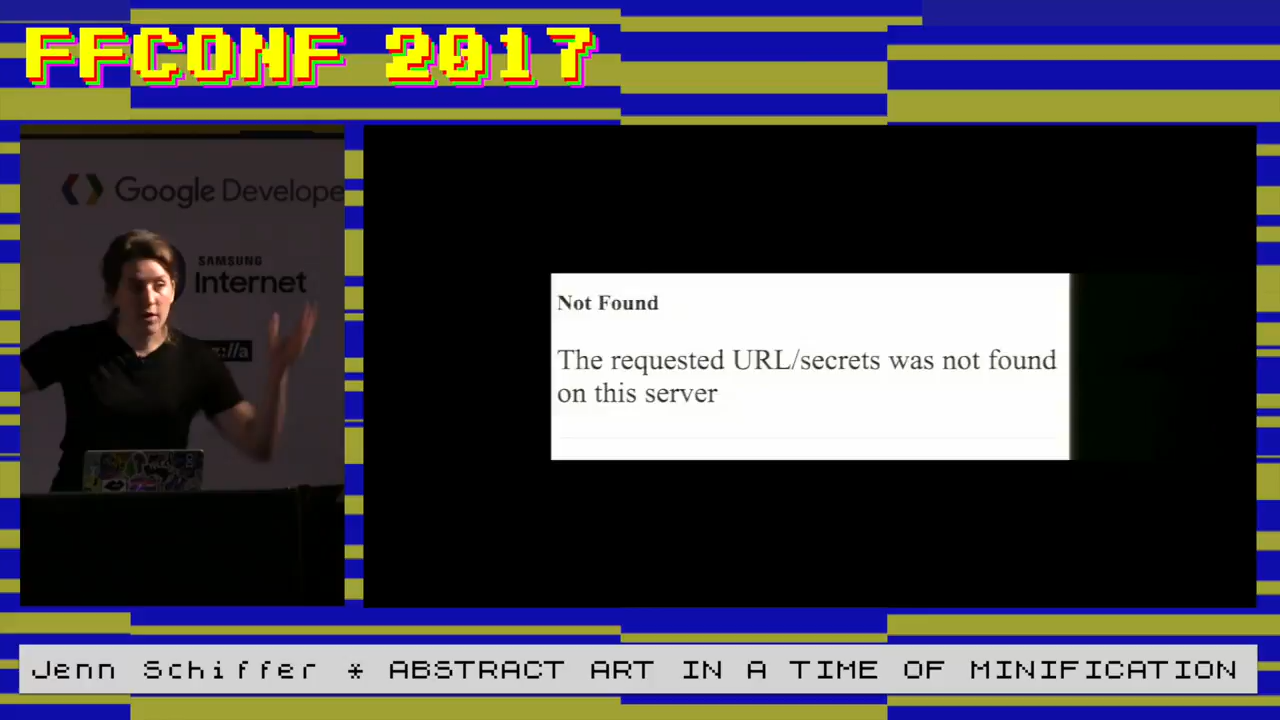 FFCONF 2017
Google Develope
SAMSUNG
Internet
z://a
Not Found
The requested URL/secrets was not found
on this server
Jenn Schiffer * ABSTRACT ART IN A TIME OF MINIFICATION